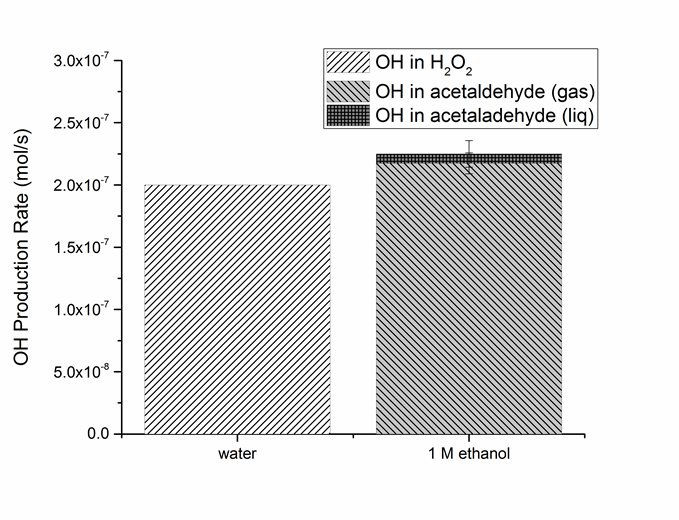 OH in H₂O₂
OH in acetaldehyde (gas)
OH in acetaladehyde (liq)
OH Production Rate (mol/s)
3.0x10⁻⁷
2.5x10⁻⁷
2.0x10⁻⁷
1.5x10⁻⁷
1.0x10⁻⁷
5.0x10⁻⁸
0.0
water
1 M ethanol